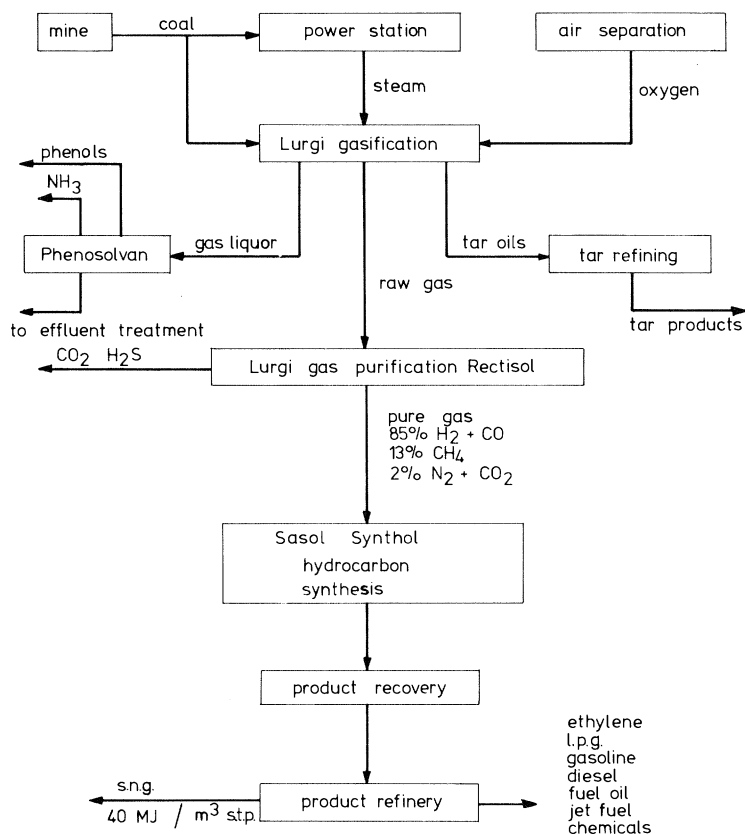 mine
coal
power station
air separation
steam
oxygen
Lurgi gasification
phenols
NH3
Phenosolvan
gas liquor
tar oils
tar refining
raw gas
to effluent treatment
tar products
CO2 H2S
Lurgi gas purification Rectisol
pure gas
85% H2 + CO
13% CH4
2% N2 + CO2
Sasol Synthol
hydrocarbon
synthesis
product recovery
ethylene
l.p.g.
gasoline
diesel
fuel oil
jet fuel
chemicals
s.n.g.
40 MJ / m3 s.t.p.
product refinery